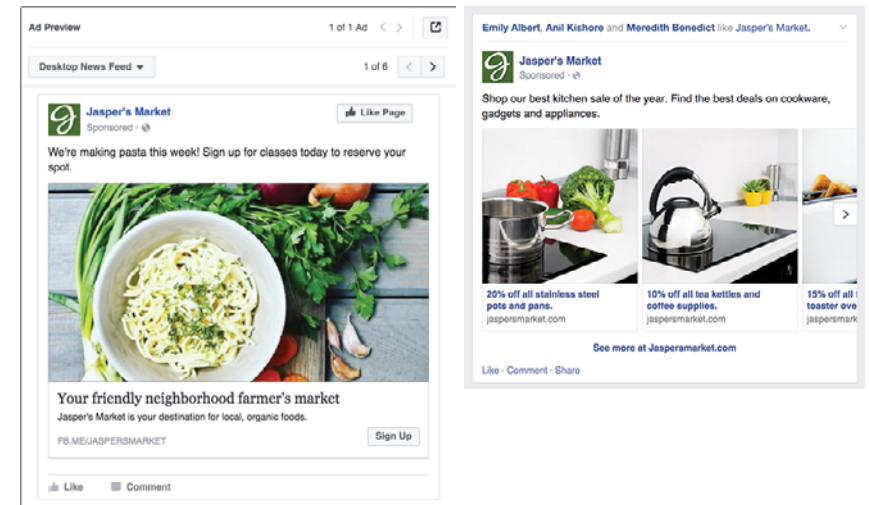 Ad Preview
1 of 1 Ad
Desktop News Feed
1 of 6
Jasper's Market
Sponsored ·
Like Page
We're making pasta this week! Sign up for classes today to reserve your
spot.
Your friendly neighborhood farmer's market
Jasper's Market is your destination for local, organic foods.
FB.ME/JASPERSMARKET
Sign Up
Like
Comment
Emily Albert, Anil Kishore and Meredith Benedict like Jasper's Market.
Jasper's Market
Sponsored ·
Shop our best kitchen sale of the year. Find the best deals on cookware,
gadgets and appliances.
20% off all stainless steel
pots and pans.
jaspersmarket.com
10% off all tea kettles and
coffee supplies.
jaspersmarket.com
15% off all
toaster ove
jaspersmark
See more at Jaspersmarket.com
Like · Comment · Share